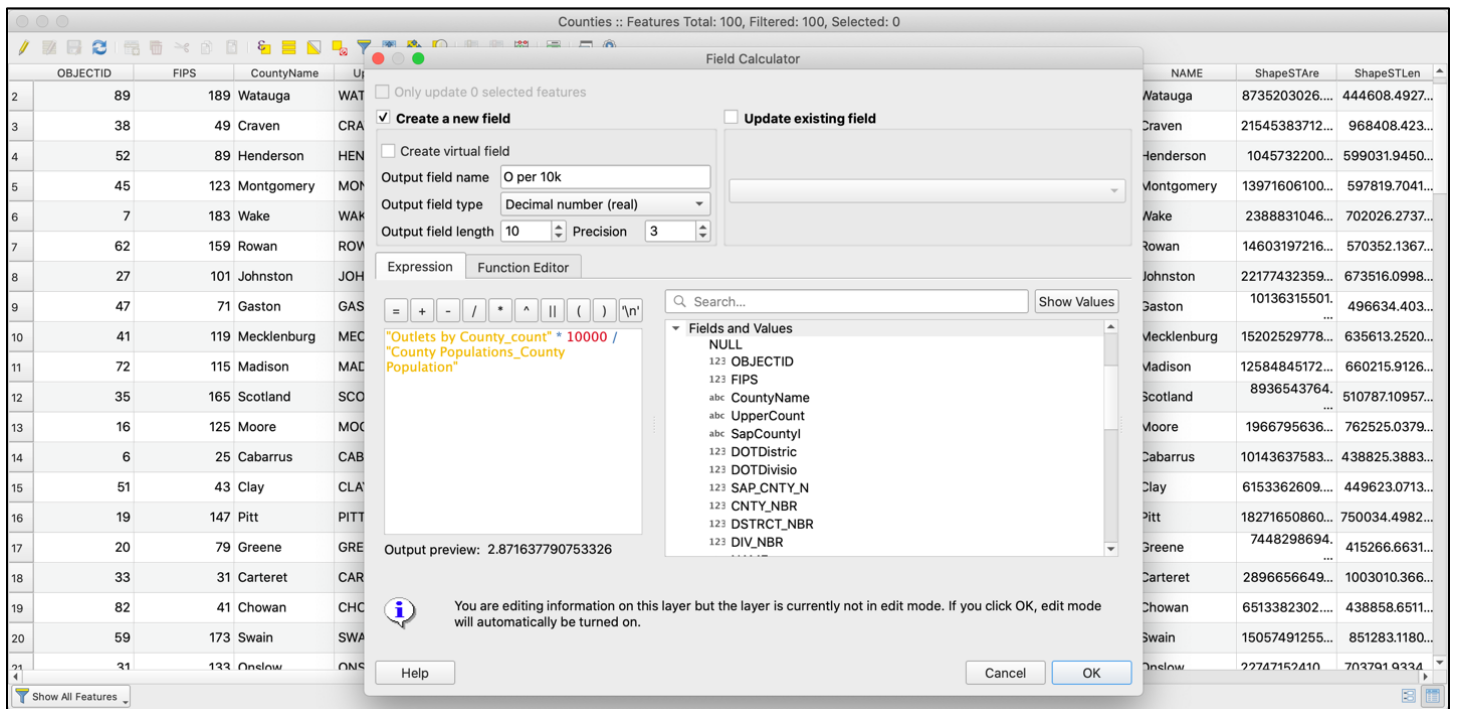 Counties :: Features Total: 100, Filtered: 100, Selected: 0
Field Calculator
OBJECTID FIPS CountyName NAME ShapeSTAre ShapeSTLen
2 89 189 Watauga WAT Watauga 8735203026.... 444608.4927...
3 38 49 Craven CRA Craven 21545383712... 968408.423...
4 52 89 Henderson HEN Henderson 1045732200... 599031.9450...
5 45 123 Montgomery MON Montgomery 13971606100... 597819.7041...
6 7 183 Wake WAK Wake 2388831046... 702026.2737...
7 62 159 Rowan ROW Rowan 14603197216... 570352.1367...
8 27 101 Johnston JOH Johnston 22177432359... 673516.0998...
9 47 71 Gaston GAS Gaston 10136315501. ... 496634.403...
10 41 119 Mecklenburg MEC Mecklenburg 15202529778... 635613.2520...
11 72 115 Madison MAD Madison 12584845172... 660215.9126...
12 35 165 Scotland SCO Scotland 8936543764. ... 510787.10957...
13 16 125 Moore MOO Moore 1966795636... 762525.0379...
14 6 25 Cabarrus CAB Cabarrus 10143637583... 438825.3883...
15 51 43 Clay CLA Clay 6153362609.... 449623.0713...
16 19 147 Pitt PITT Pitt 18271650860... 750034.4982...
17 20 79 Greene GRE Greene 7448298694. ... 415266.6631...
18 33 31 Carteret CAR Carteret 2896656649... 1003010.366...
19 82 41 Chowan CHO Chowan 6513382302.... 438858.6511...
20 59 173 Swain SWA Swain 15057491255... 851283.1180...
21 31 133 Onslow ONS Onslow 22747152410 703791.9334
Show All Features
Only update 0 selected features
Create a new field
Update existing field
Create virtual field
Output field name O per 10k
Output field type Decimal number (real)
Output field length 10 Precision 3
Expression Function Editor
= + - / * ^ || ( ) '\n'
Search... Show Values
"Outlets by County_count" * 10000 /
"County Populations_County
Population"
Output preview: 2.871637790753326
Fields and Values
NULL
123 OBJECTID
123 FIPS
abc CountyName
abc UpperCount
abc SapCountyI
123 DOTDistric
123 DOTDivisio
123 SAP_CNTY_N
123 CNTY_NBR
123 DSTRCT_NBR
123 DIV_NBR
You are editing information on this layer but the layer is currently not in edit mode. If you click OK, edit mode
will automatically be turned on.
Help Cancel OK